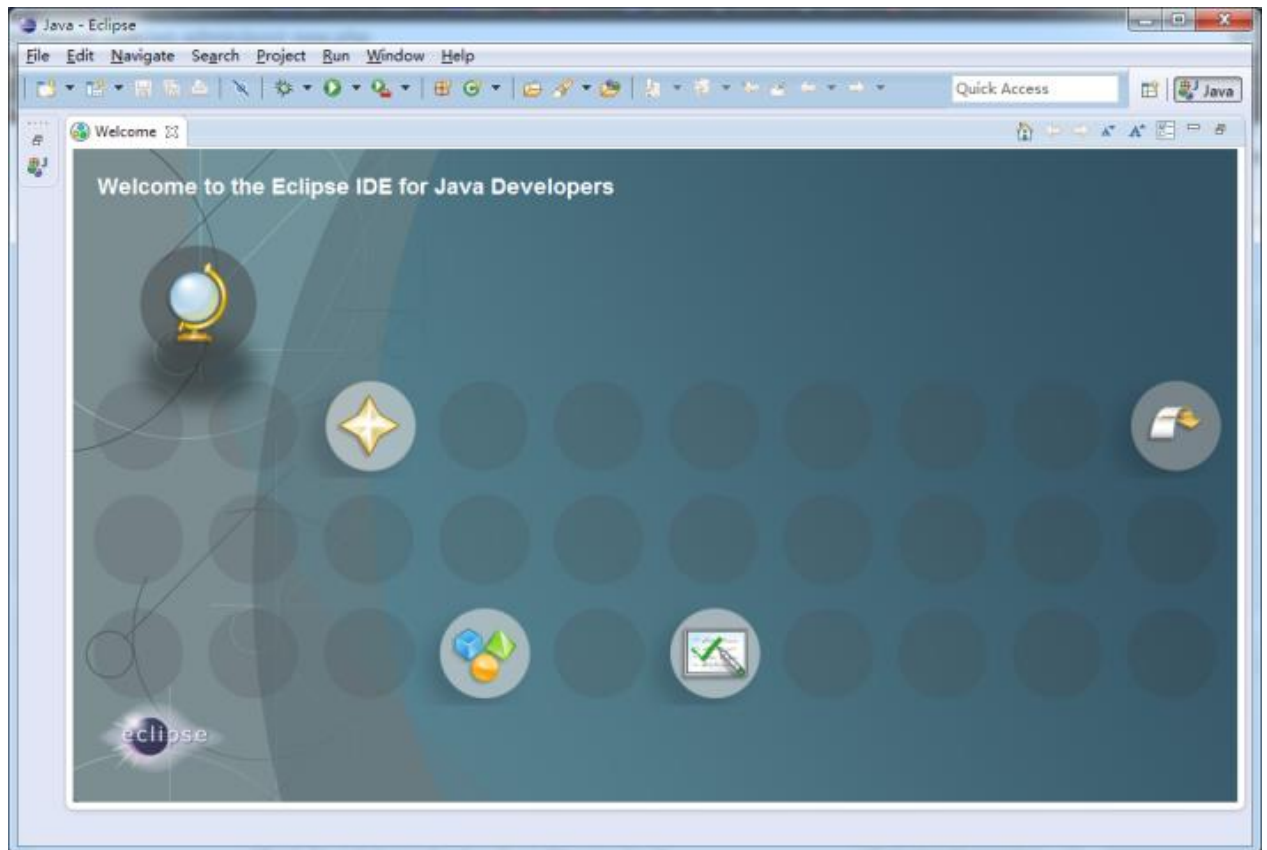 Java - Eclipse
File Edit Navigate Search Project Run Window Help
Quick Access
Java
Welcome
Welcome to the Eclipse IDE for Java Developers
eclipse